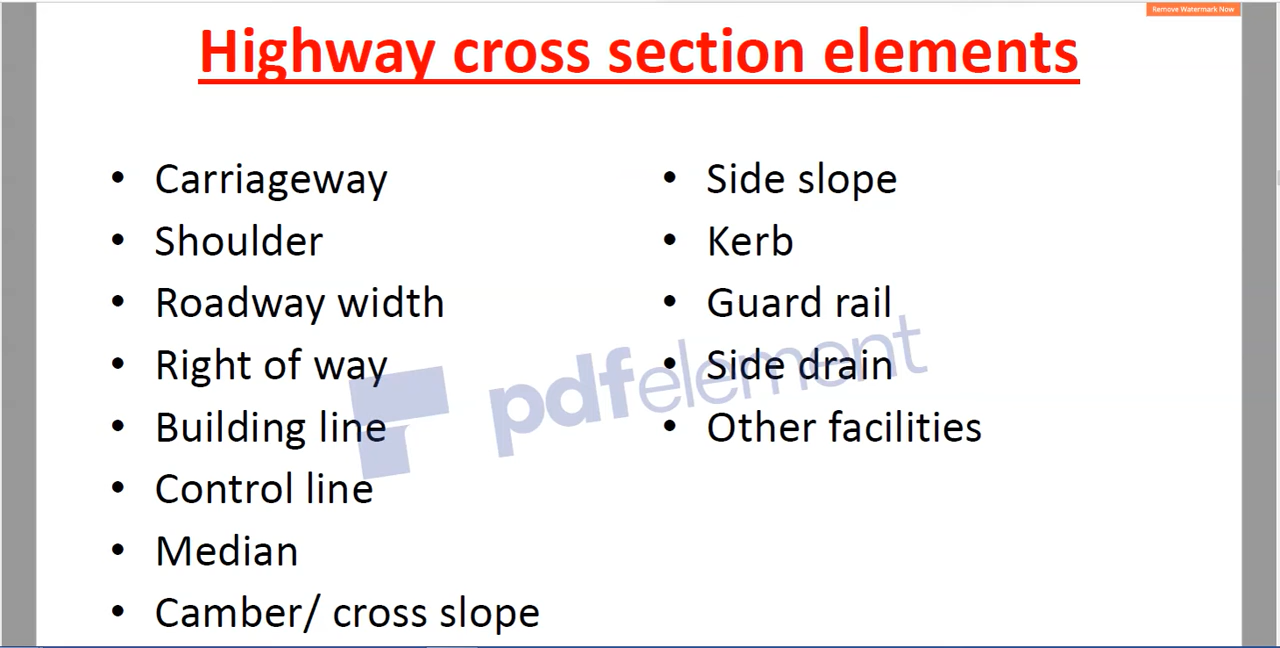 Remove Watermark Now
Highway cross section elements
• Carriageway
• Shoulder
• Roadway width
• Right of way
• Building line
• Control line
• Median
• Camber/ cross slope
• Side slope
• Kerb
• Guard rail
• Side drain
• Other facilities
pdfelement